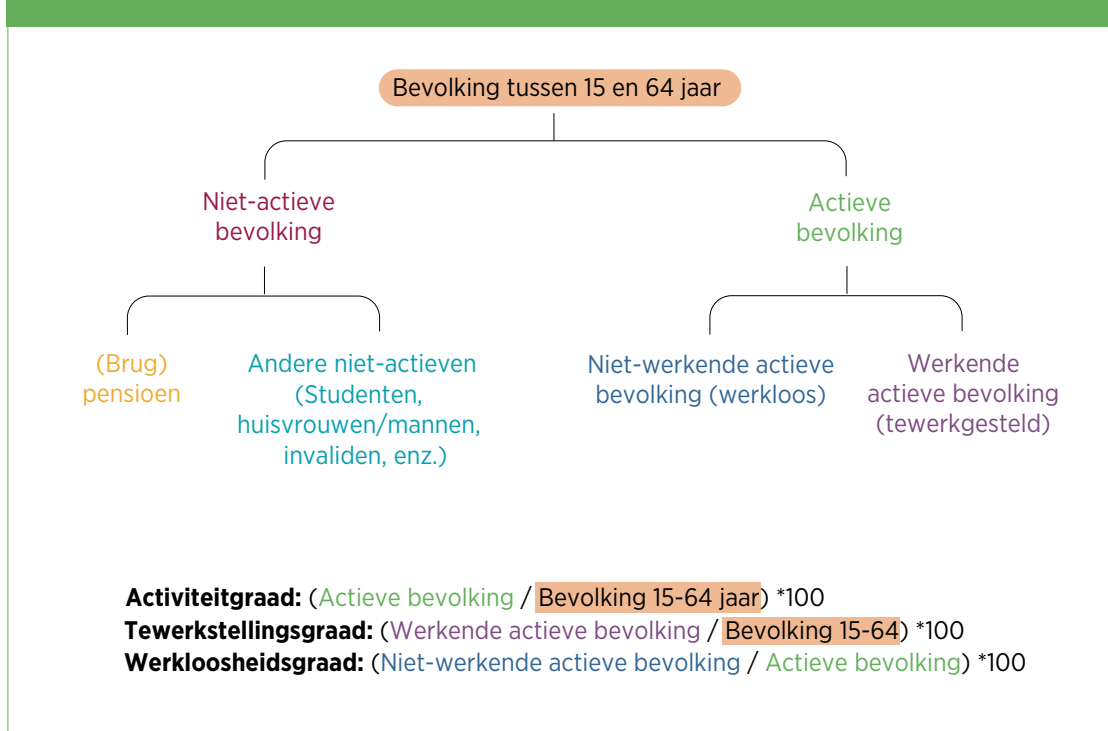 Bevolking tussen 15 en 64 jaar
Niet-actieve
bevolking
Actieve
bevolking
(Brug)
pensioen
Andere niet-actieven
(Studenten,
huisvrouwen/mannen,
invaliden, enz.)
Niet-werkende actieve
bevolking (werkloos)
Werkende
actieve bevolking
(tewerkgesteld)
Activiteitgraad: (Actieve bevolking / Bevolking 15-64 jaar) *100
Tewerkstellingsgraad: (Werkende actieve bevolking / Bevolking 15-64) *100
Werkloosheidsgraad: (Niet-werkende actieve bevolking / Actieve bevolking) *100